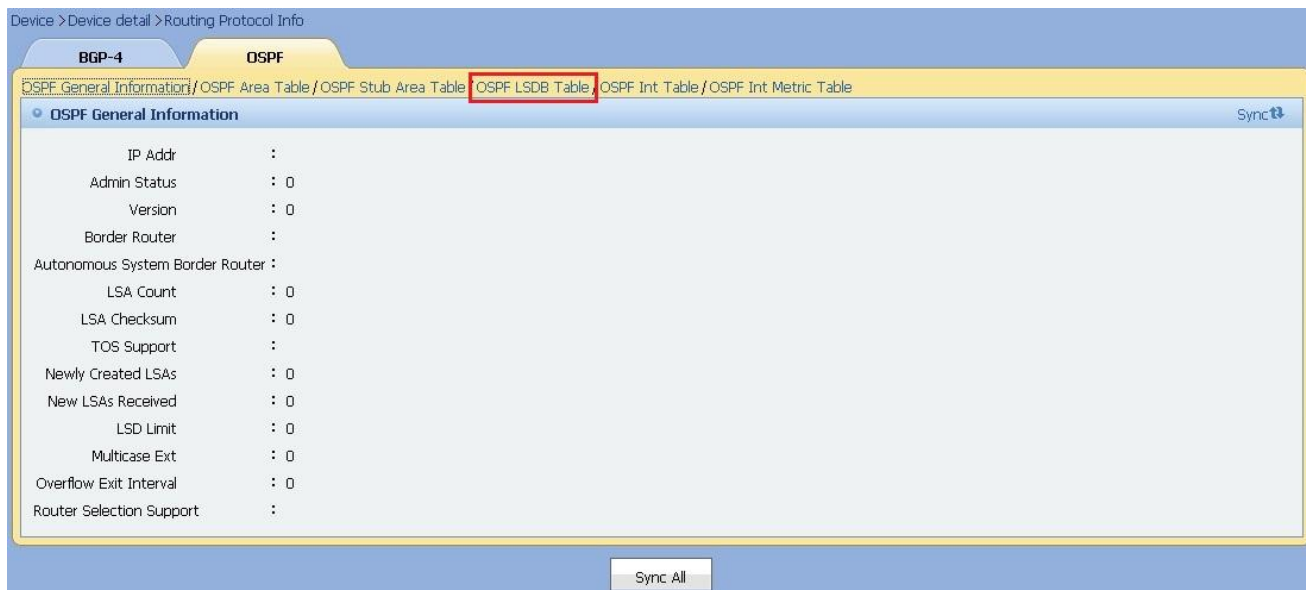 Device >Device detail >Routing Protocol Info
BGP-4 OSPF
OSPF General Information / OSPF Area Table / OSPF Stub Area Table / OSPF LSDB Table / OSPF Int Table / OSPF Int Metric Table
OSPF General Information Sync
IP Addr :
Admin Status : 0
Version : 0
Border Router :
Autonomous System Border Router :
LSA Count : 0
LSA Checksum : 0
TOS Support :
Newly Created LSAs : 0
New LSAs Received : 0
LSD Limit : 0
Multicase Ext : 0
Overflow Exit Interval : 0
Router Selection Support :
Sync All